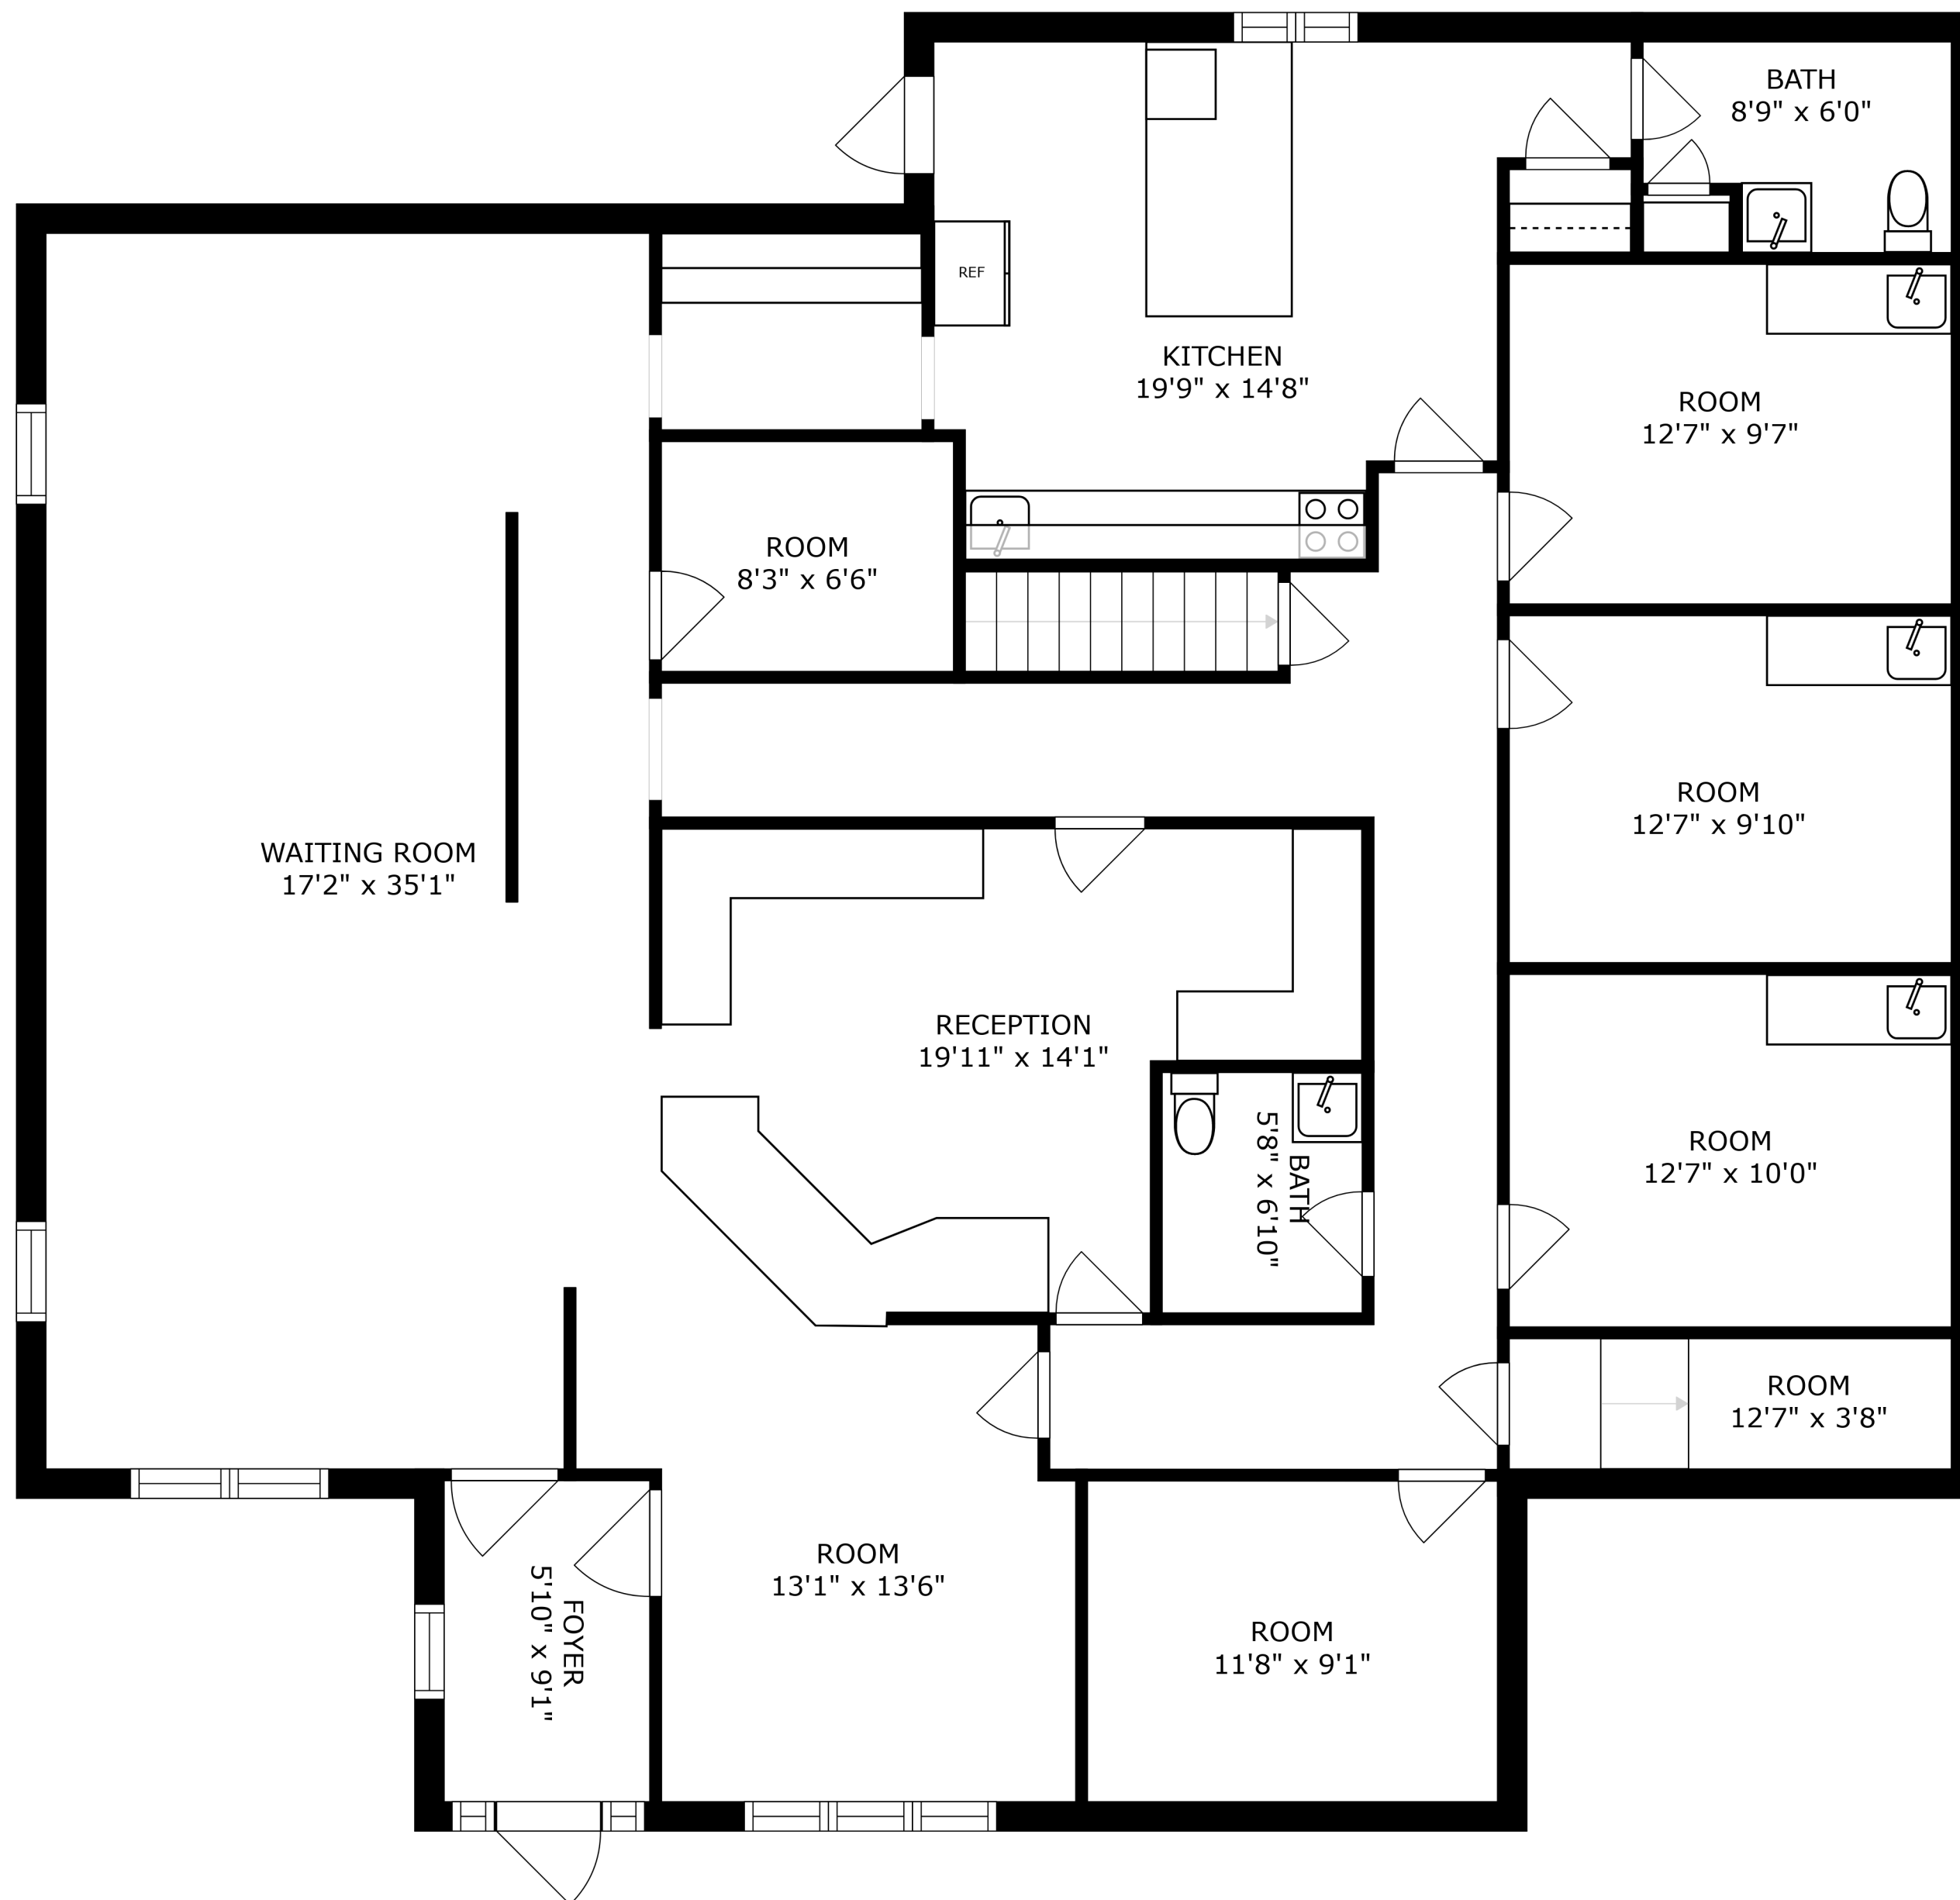 BATH
8'9" x 6'0"
REF
KITCHEN
19'9" x 14'8"
ROOM
12'7" x 9'7"
ROOM
8'3" x 6'6"
ROOM
12'7" x 9'10"
WAITING ROOM
17'2" x 35'1"
RECEPTION
19'11" x 14'1"
BATH
5'8" x 6'10"
ROOM
12'7" x 10'0"
ROOM
12'7" x 3'8"
ROOM
13'1" x 13'6"
FOYER
5'10" x 9'1"
ROOM
11'8" x 9'1"